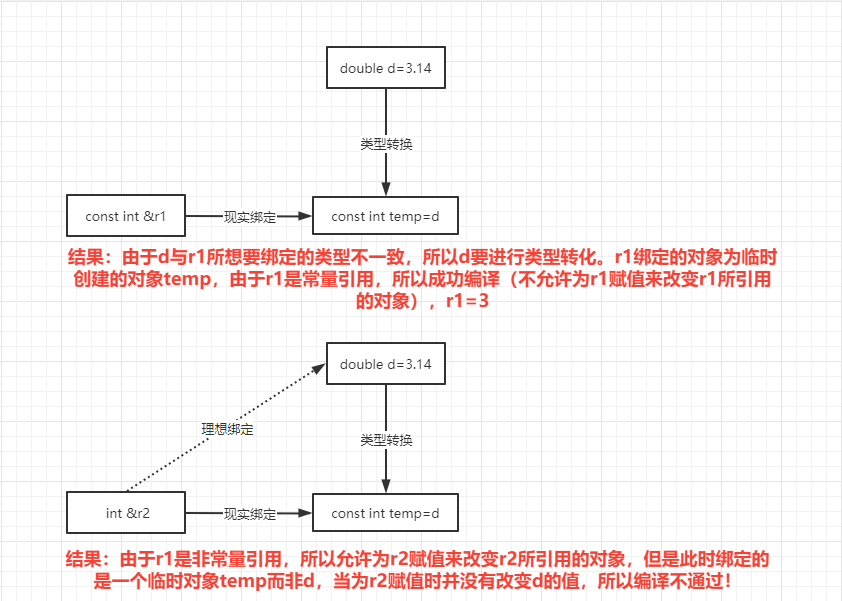 double d=3.14
类型转换
const int &r1
现实绑定
const int temp=d
结果：由于d与r1所想要绑定的类型不一致，所以d要进行类型转化。r1绑定的对象为临时
创建的对象temp，由于r1是常量引用，所以成功编译（不允许为r1赋值来改变r1所引用
的对象），r1=3
double d=3.14
理想绑定
类型转换
int &r2
现实绑定
const int temp=d
结果：由于r1是非常量引用，所以允许为r2赋值来改变r2所引用的对象，但是此时绑定的
是一个临时对象temp而非d，当为r2赋值时并没有改变d的值，所以编译不通过！